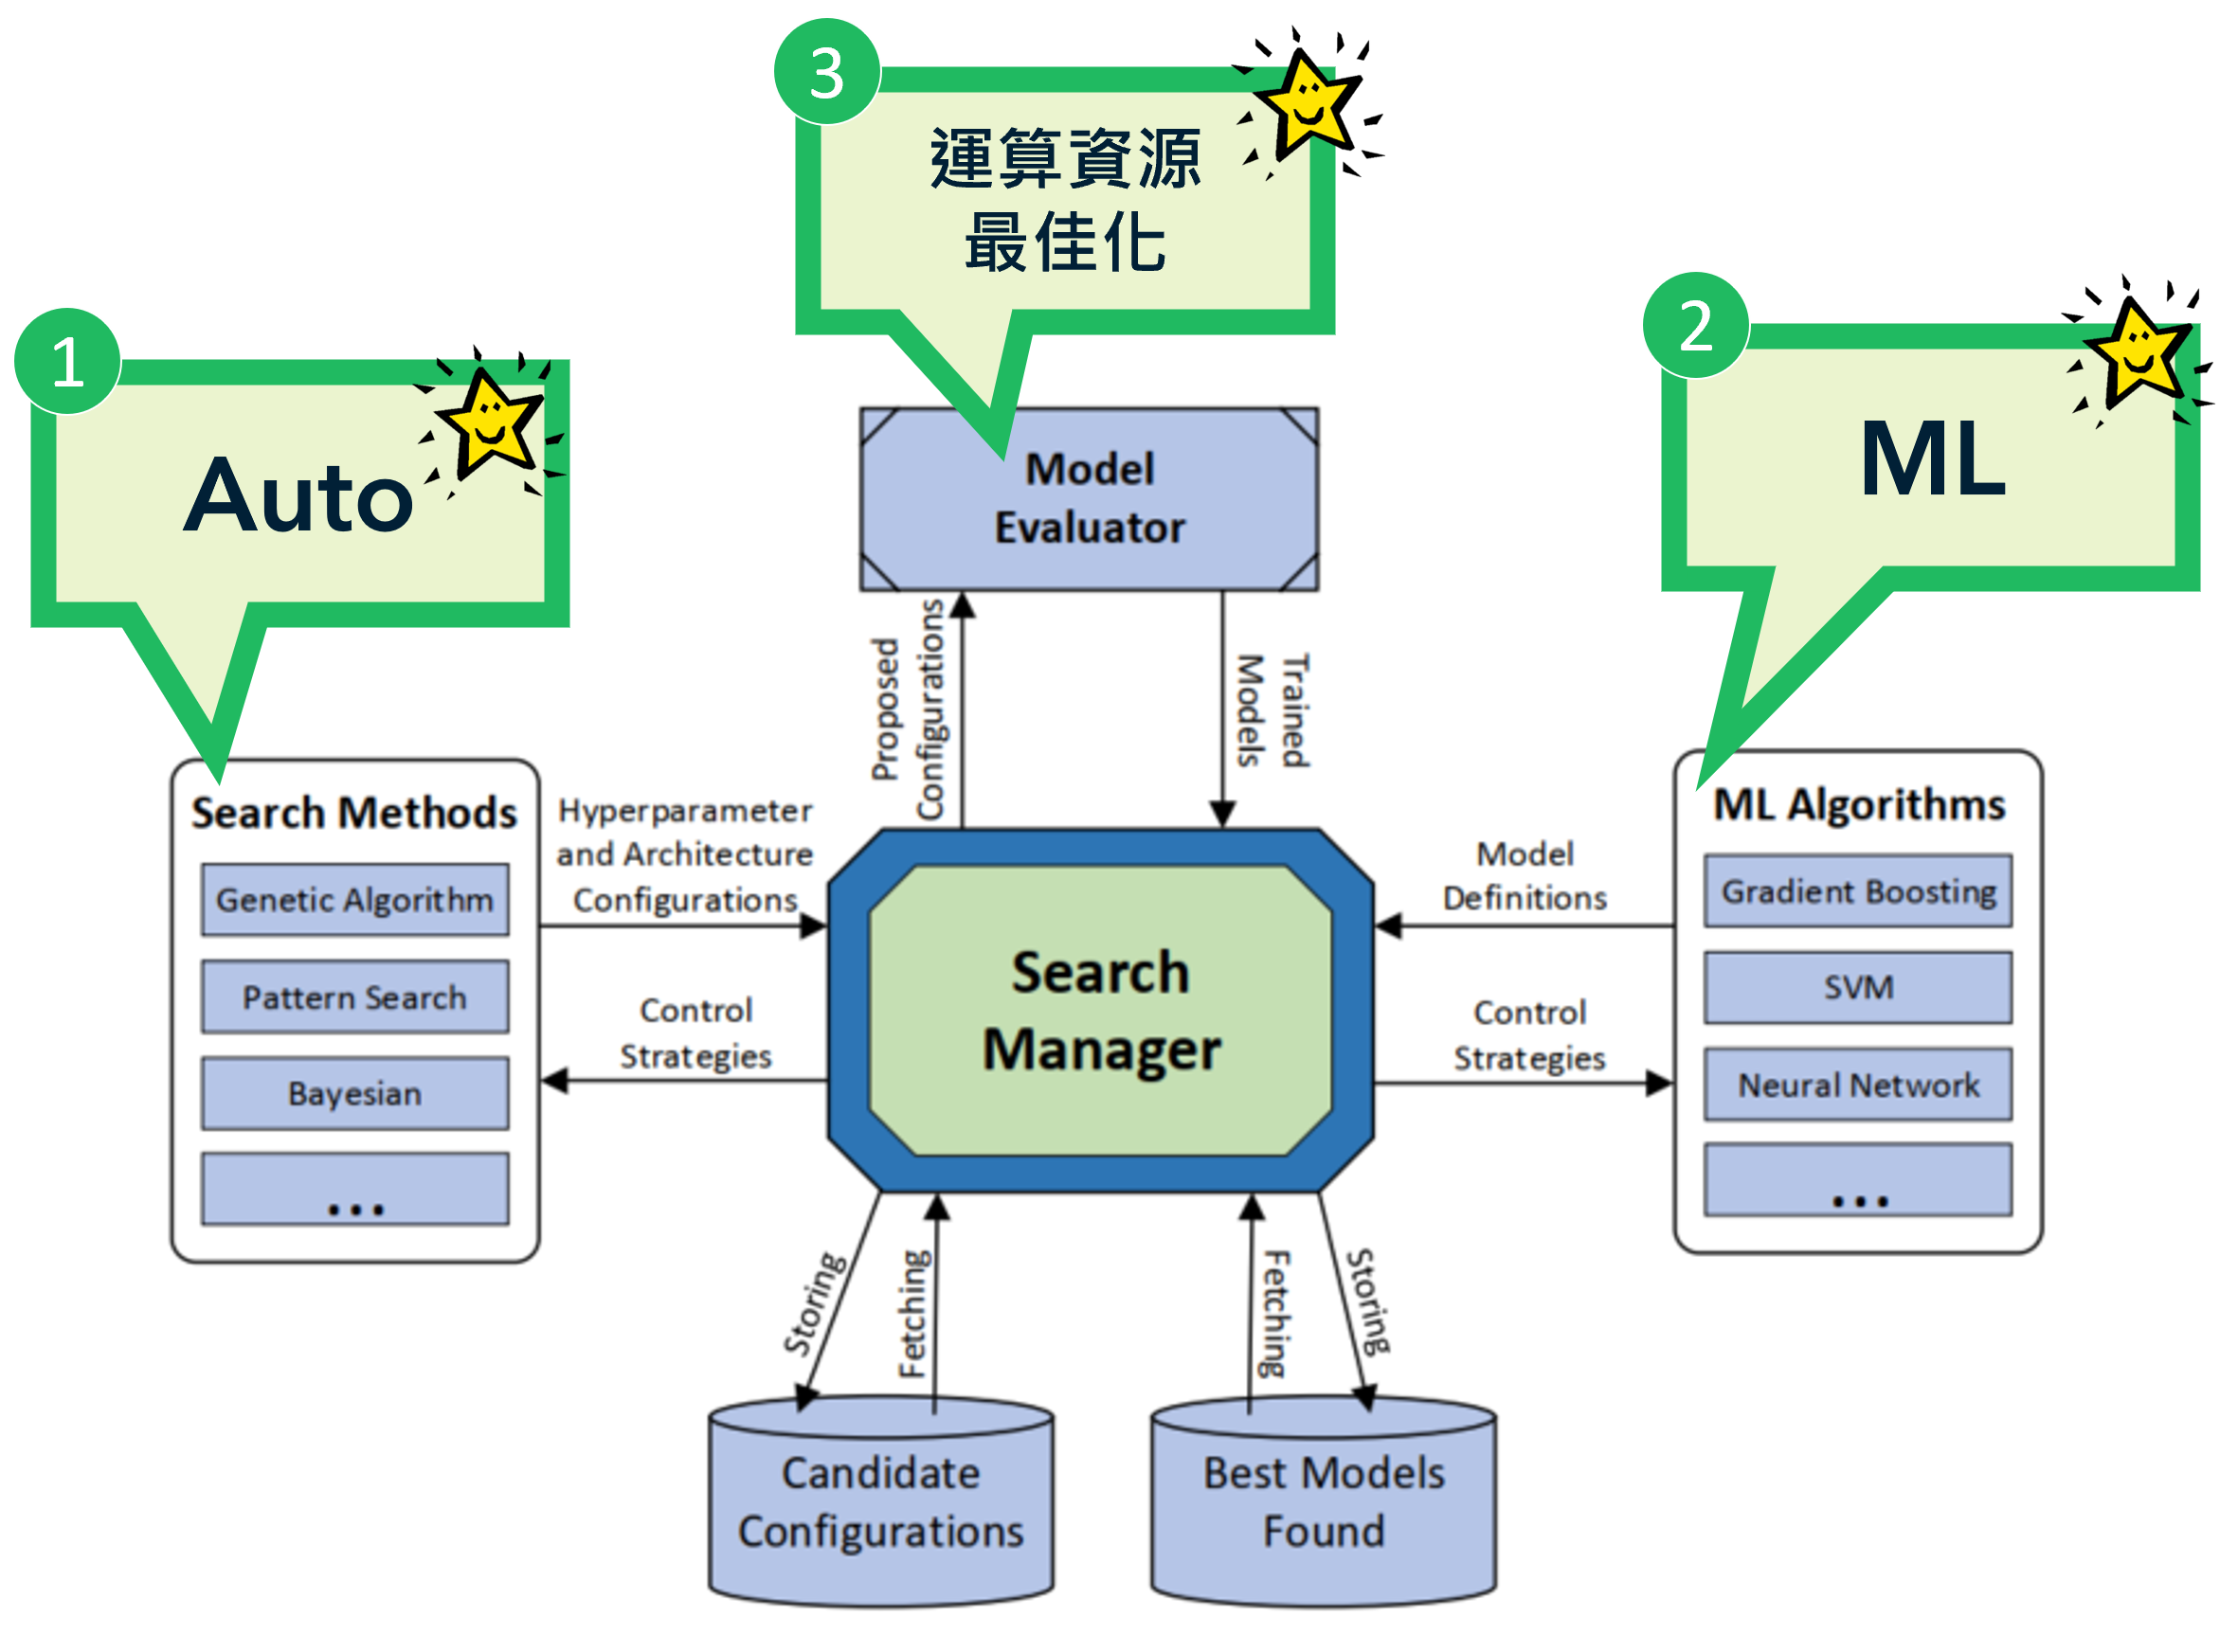 3
運算資源
最佳化
1
Auto
2
ML
Model
Evaluator
Proposed
Configurations
Trained
Models
Search Methods
Genetic Algorithm
Pattern Search
Bayesian
...
Hyperparameter
and Architecture
Configurations
Control
Strategies
Search
Manager
Model
Definitions
Control
Strategies
ML Algorithms
Gradient Boosting
SVM
Neural Network
...
Storing
Fetching
Fetching
Storing
Candidate
Configurations
Best Models
Found